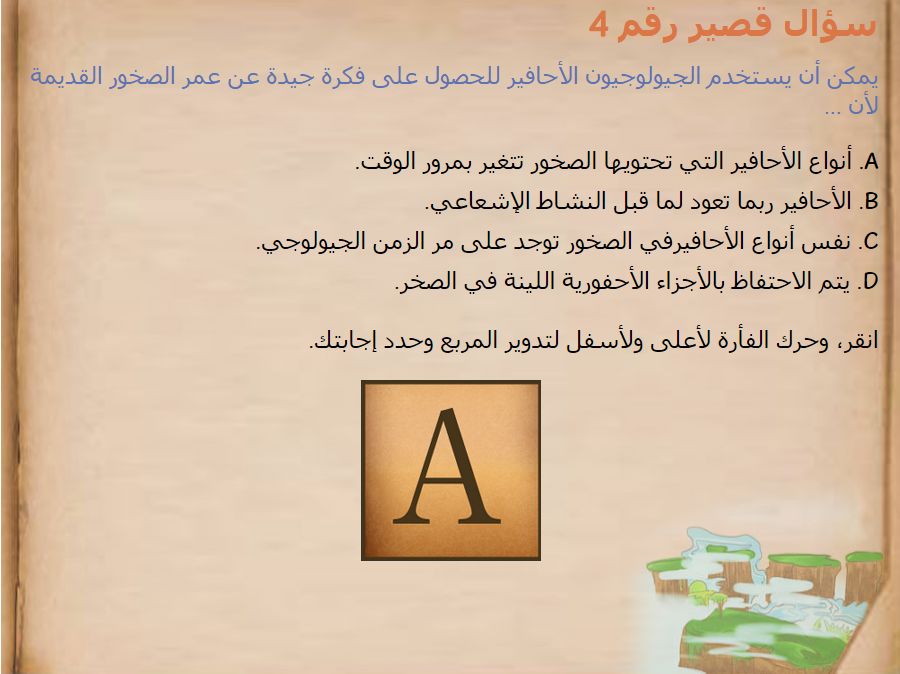 سؤال قصير رقم 4
يمكن أن يستخدم الجيولوجيون الأحافير للحصول على فكرة جيدة عن عمر الصخور القديمة
لأن ...
A. أنواع الأحافير التي تحتويها الصخور تتغير بمرور الوقت.
B. الأحافير ربما تعود لما قبل النشاط الإشعاعي.
C. نفس أنواع الأحافيرفي الصخور توجد على مر الزمن الجيولوجي.
D. يتم الاحتفاظ بالأجزاء الأحفورية اللينة في الصخر.
انقر، وحرك الفأرة لأعلى ولأسفل لتدوير المربع وحدد إجابتك.
A